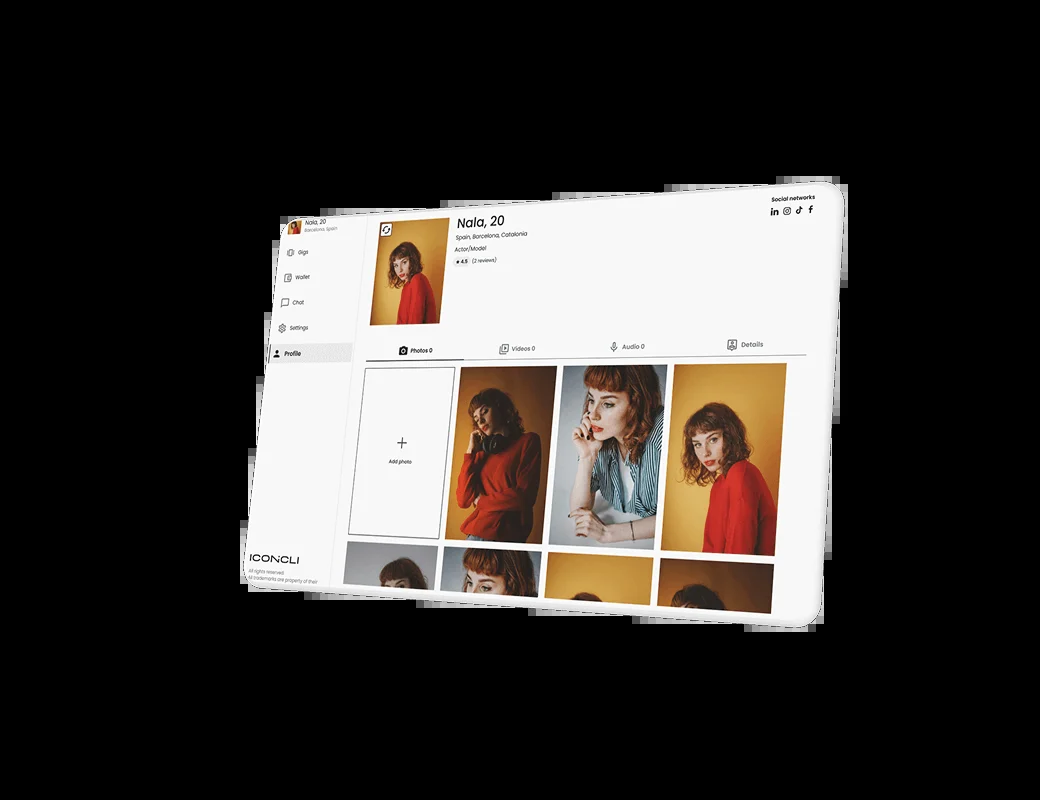 Nala, 20
Barcelona, Spain
Gigs
Wallet
Chat
Settings
Profile
ICONCLI
All rights reserved.
All trademarks are property of their
Nala, 20
Spain, Barcelona, Catalonia
Actor/Model
★ 4.5 (2 reviews)
Social networks
Photos 0
Videos 0
Audio 0
Details
Add photo